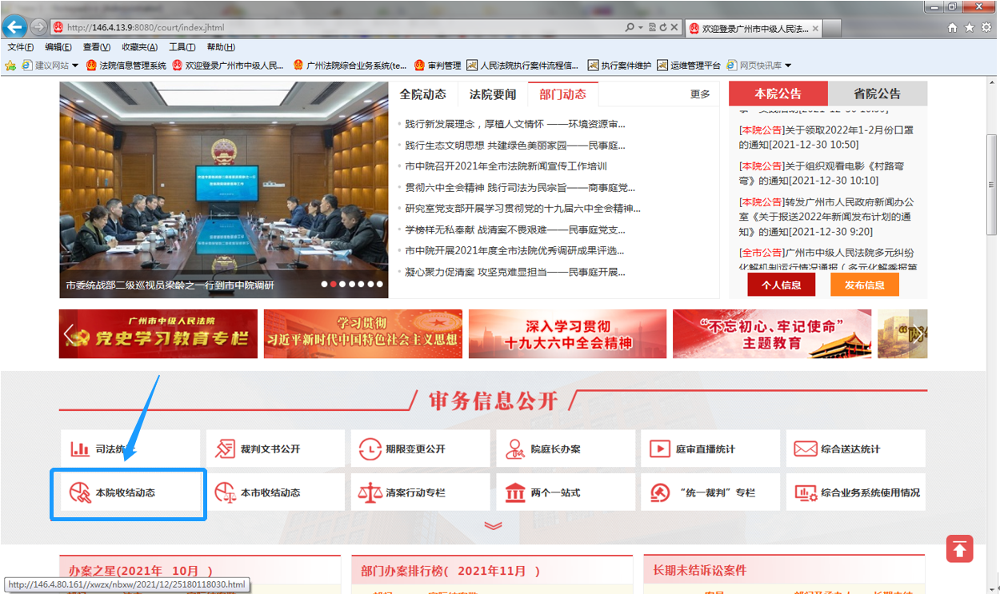 http://146.4.13.9:8080/court/index.jhtml
欢迎登录广州市中级人民法...
文件(F) 编辑(E) 查看(V) 收藏夹(A) 工具(T) 帮助(H)
建议网站 法院信息管理系统 欢迎登录广州市中级人民... 广州法院综合业务系统(te... 审判管理 人民法院执行案件流程信... 执行案件维护 运维管理平台 网页快讯库
市委统战部二级巡视员梁龄之一行到市中院调研
全院动态 法院要闻 部门动态 更多
践行新发展理念，厚植人文情怀 ——环境资源审...
践行生态文明思想 共建绿色美丽家园——民事庭...
市中院召开2021年全市法院新闻宣传工作培训
贯彻六中全会精神 践行司法为民宗旨——商事庭党...
研究室党支部开展学习贯彻党的十九届六中全会精神...
学榜样无私奉献 战清案不畏艰难——民事庭党支...
市中院开展2021年度全市法院优秀调研成果评选...
凝心聚力促清案 攻坚克难显担当——民事庭开展...
本院公告 省院公告
[本院公告]关于领取2022年1-2月份口罩
的通知[2021-12-30 10:50]
[本院公告]关于组织观看电影《村路弯
弯》的通知[2021-12-30 10:10]
[本院公告]转发广州市人民政府新闻办公
室《关于报送2022年新闻发布计划的通
知》的通知[2021-12-30 9:20]
[全市公告]广州市中级人民法院多元纠纷
化解机制运行情况通报（多元化解季报第
个人信息 发布信息
广州市中级人民法院
党史学习教育专栏
学习贯彻
习近平新时代中国特色社会主义思想
深入学习贯彻
十九大六中全会精神
“不忘初心、牢记使命”
主题教育
审务信息公开
司法统 裁判文书公开 期限变更公开 院庭长办案 庭审直播统计 综合送达统计
本院收结动态 本市收结动态 清案行动专栏 两个一站式 “统一裁判”专栏 综合业务系统使用情况
办案之星(2021年 10月 ) 部门办案排行榜( 2021年11月 ) 长期未结诉讼案件
http://146.4.80.161//xwzx/nbxw/2021/12/25180118030.html